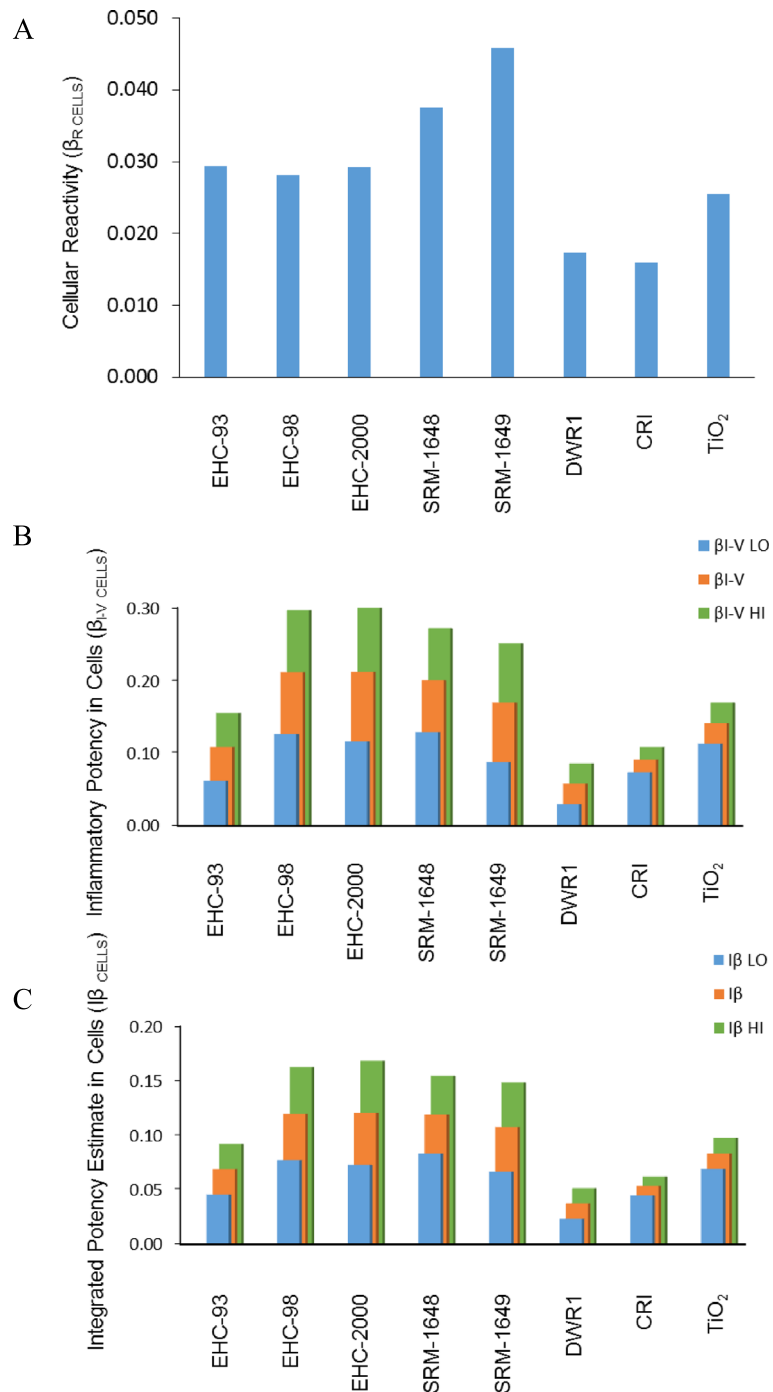 A
Cellular Reactivity (βR CELLS)
0.050
0.040
0.030
0.020
0.010
0.000
EHC-93
EHC-98
EHC-2000
SRM-1648
SRM-1649
DWR1
CRI
TiO2
B
Inflammatory Potency in Cells (βI-V CELLS)
βI-V LO
βI-V
βI-V HI
0.30
0.20
0.10
0.00
EHC-93
EHC-98
EHC-2000
SRM-1648
SRM-1649
DWR1
CRI
TiO2
C
Integrated Potency Estimate in Cells (Iβ CELLS)
Iβ LO
Iβ
Iβ HI
0.20
0.15
0.10
0.05
0.00
EHC-93
EHC-98
EHC-2000
SRM-1648
SRM-1649
DWR1
CRI
TiO2